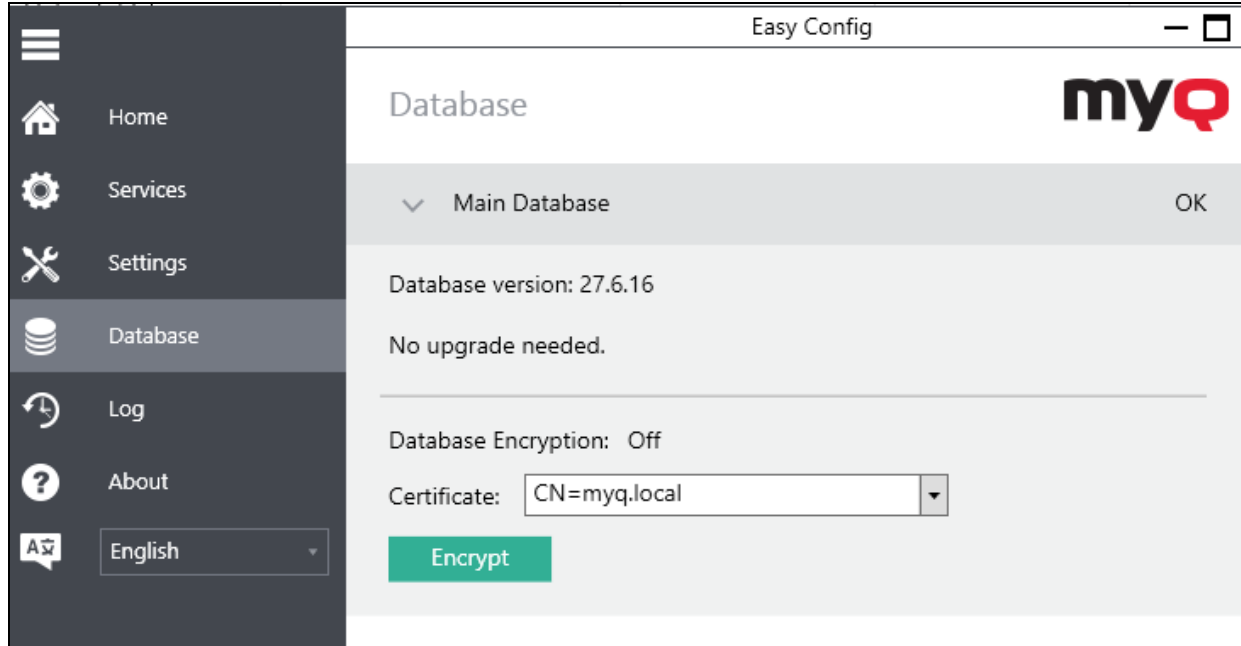 Easy Config
Home
Services
Settings
Database
Log
About
A
English
Database
myQ
Main Database
OK
Database version: 27.6.16
No upgrade needed.
Database Encryption: Off
Certificate: CN=myq.local
Encrypt